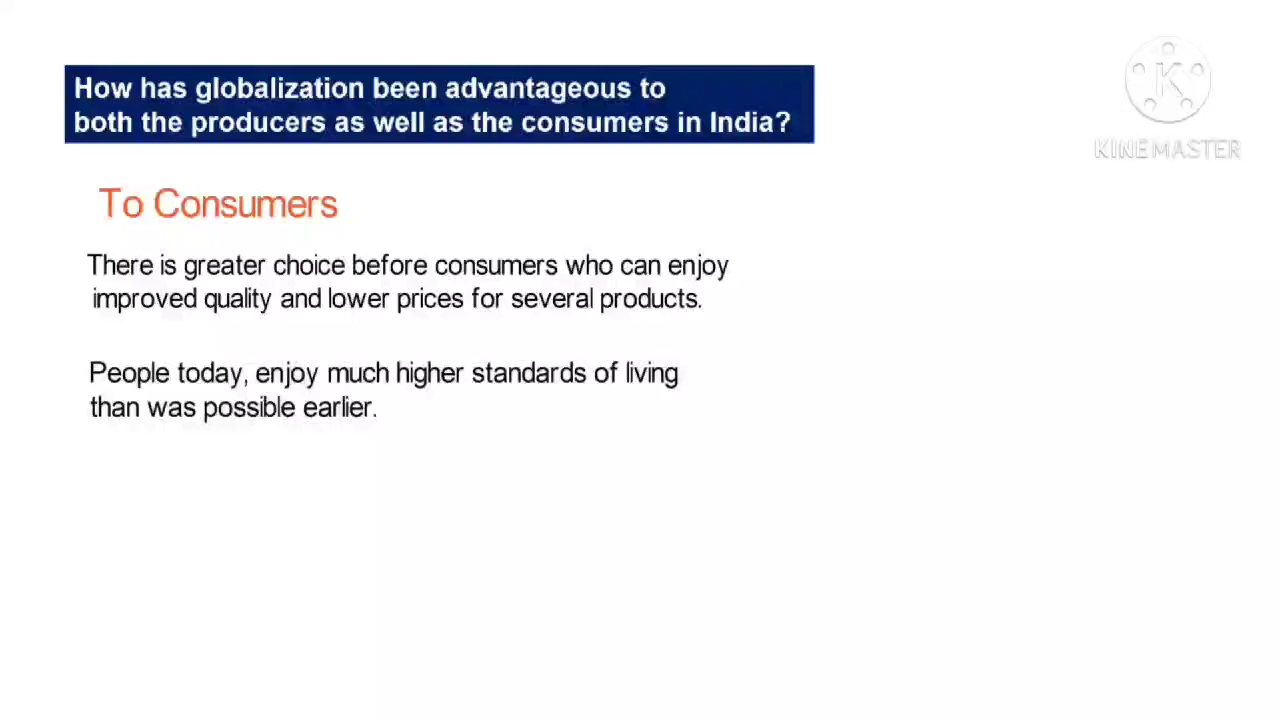 How has globalization been advantageous to
both the producers as well as the consumers in India?
K
KINEMASTER
To Consumers
There is greater choice before consumers who can enjoy
improved quality and lower prices for several products.
People today, enjoy much higher standards of living
than was possible earlier.